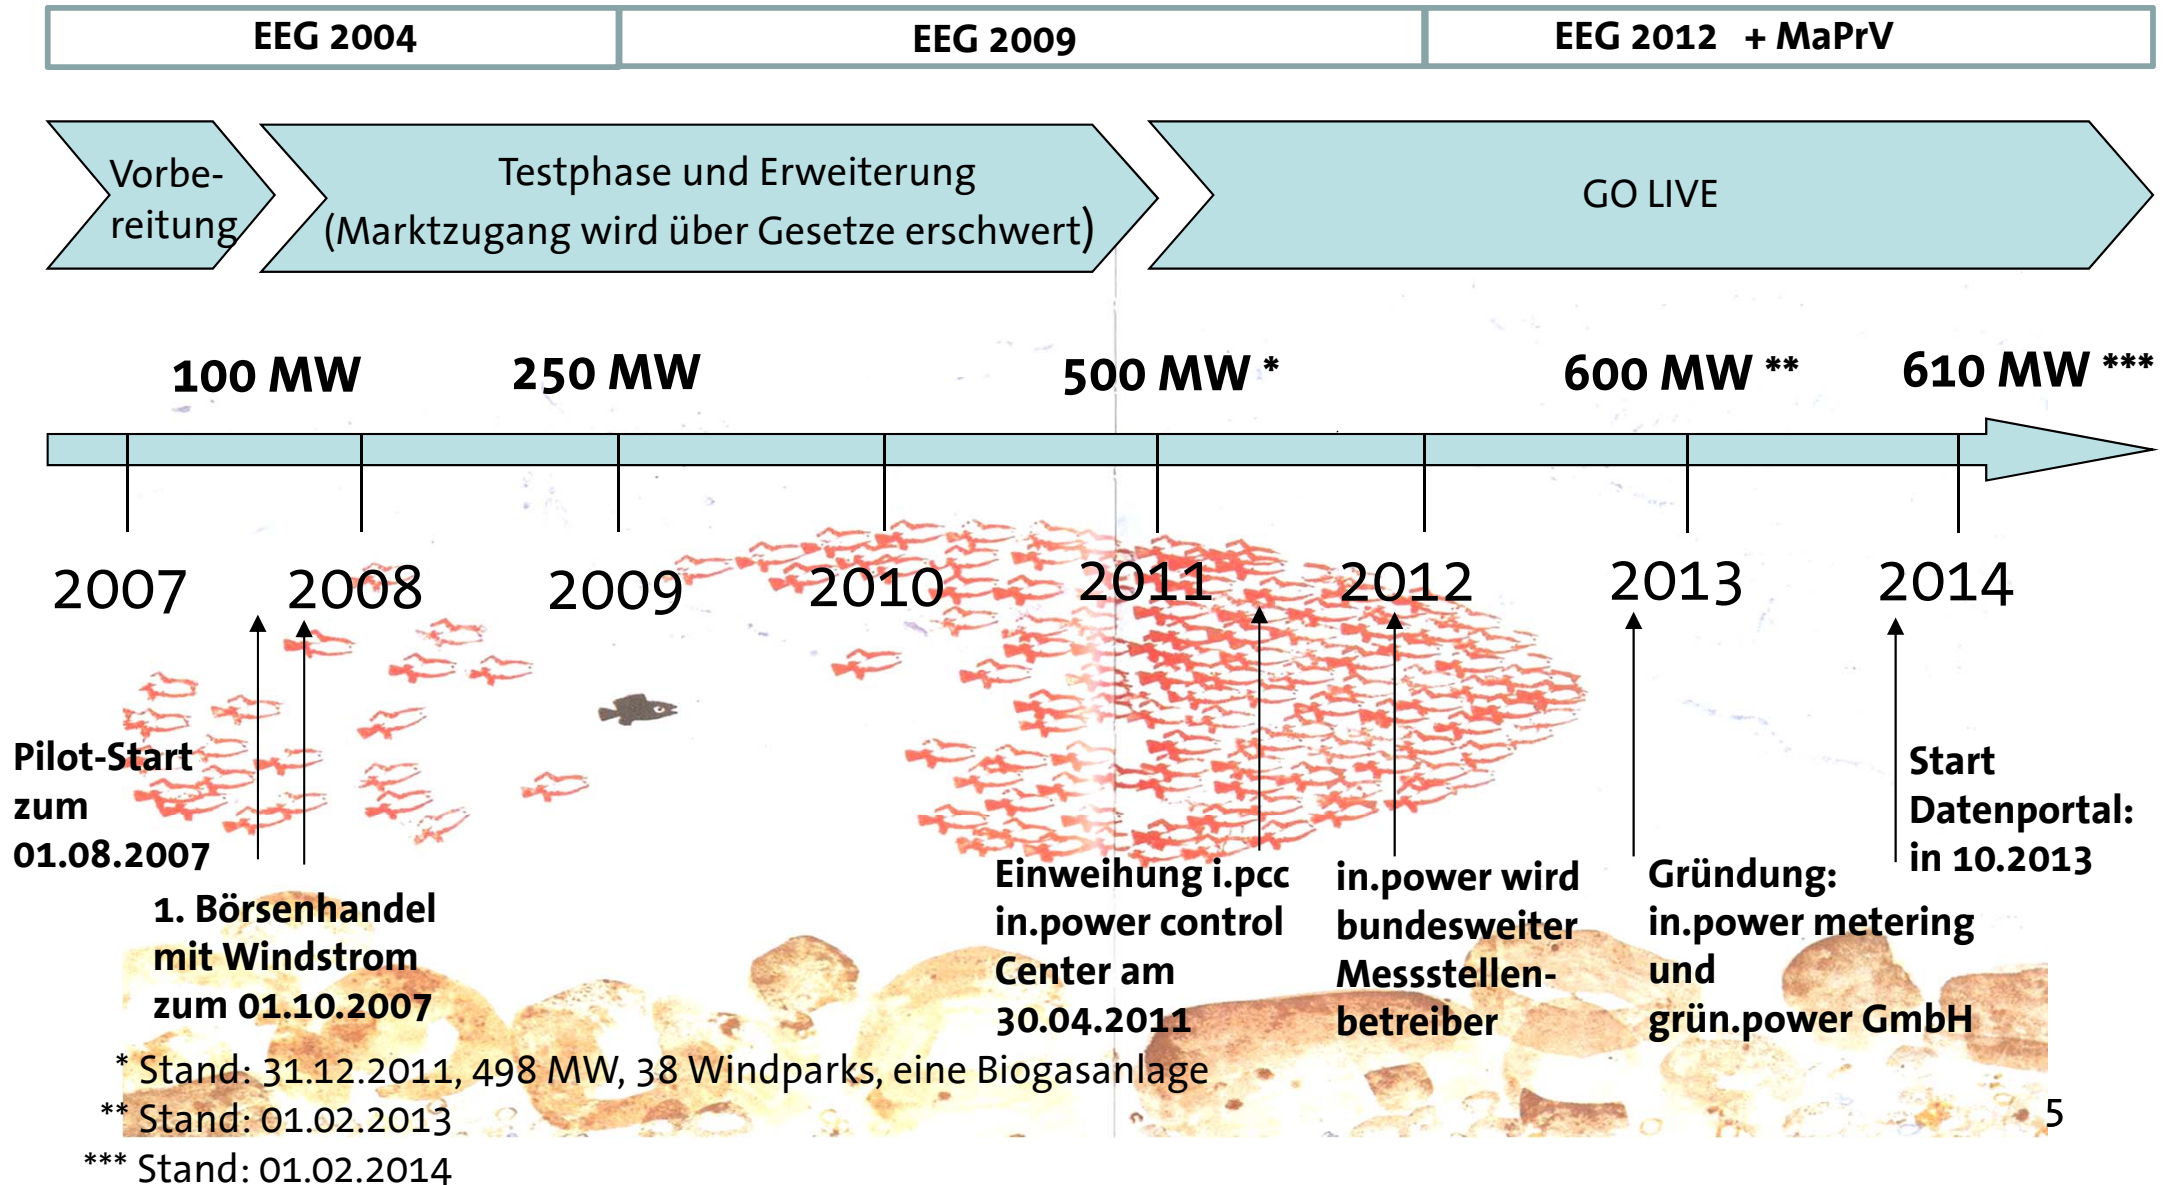 EEG 2004
EEG 2009
EEG 2012 + MaPrV
Vorbe-
reitung
Testphase und Erweiterung
(Marktzugang wird über Gesetze erschwert)
GO LIVE
100 MW
250 MW
500 MW *
600 MW **
610 MW ***
2007
2008
2009
2010
2011
2012
2013
2014
Pilot-Start
zum
01.08.2007
1. Börsenhandel
mit Windstrom
zum 01.10.2007
Einweihung i.pcc
in.power control
Center am
30.04.2011
in.power wird
bundesweiter
Messstellen-
betreiber
Gründung:
in.power metering
und
grün.power GmbH
Start
Datenportal:
in 10.2013
* Stand: 31.12.2011, 498 MW, 38 Windparks, eine Biogasanlage
** Stand: 01.02.2013
*** Stand: 01.02.2014
5